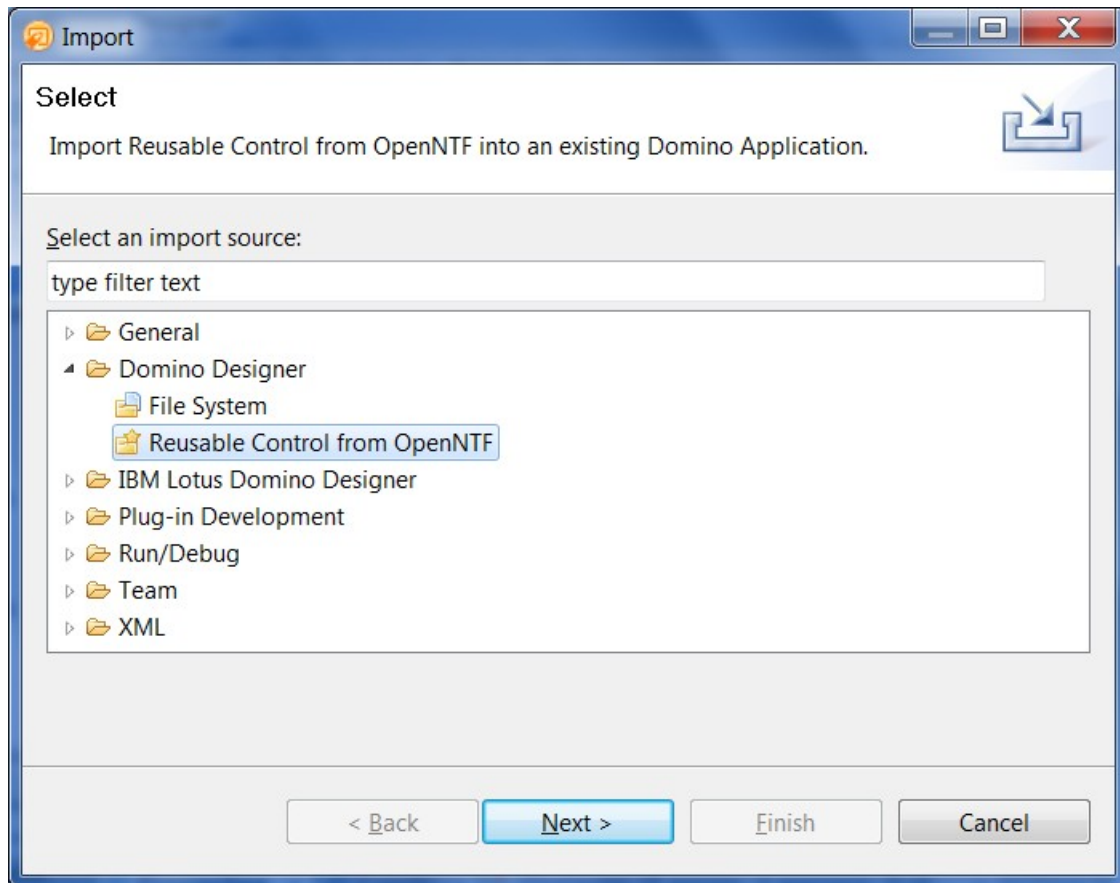 Import
Select
Import Reusable Control from OpenNTF into an existing Domino Application.
Select an import source:
type filter text
General
Domino Designer
File System
Reusable Control from OpenNTF
IBM Lotus Domino Designer
Plug-in Development
Run/Debug
Team
XML
< Back Next > Finish Cancel